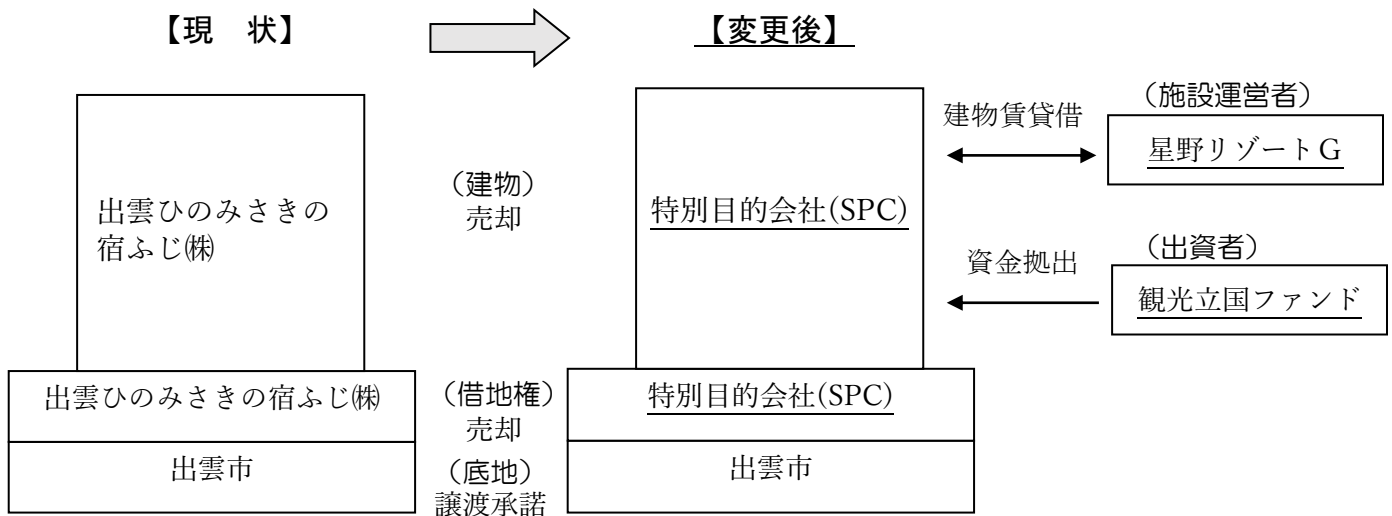 【現　状】
【変更後】
出雲ひのみさきの
宿ふじ㈱
（建物）
売却
特別目的会社(SPC)
建物賃貸借
（施設運営者）
星野リゾートＧ
資金拠出
（出資者）
観光立国ファンド
出雲ひのみさきの宿ふじ㈱
（借地権）
売却
特別目的会社(SPC)
出雲市
（底地）
譲渡承諾
出雲市